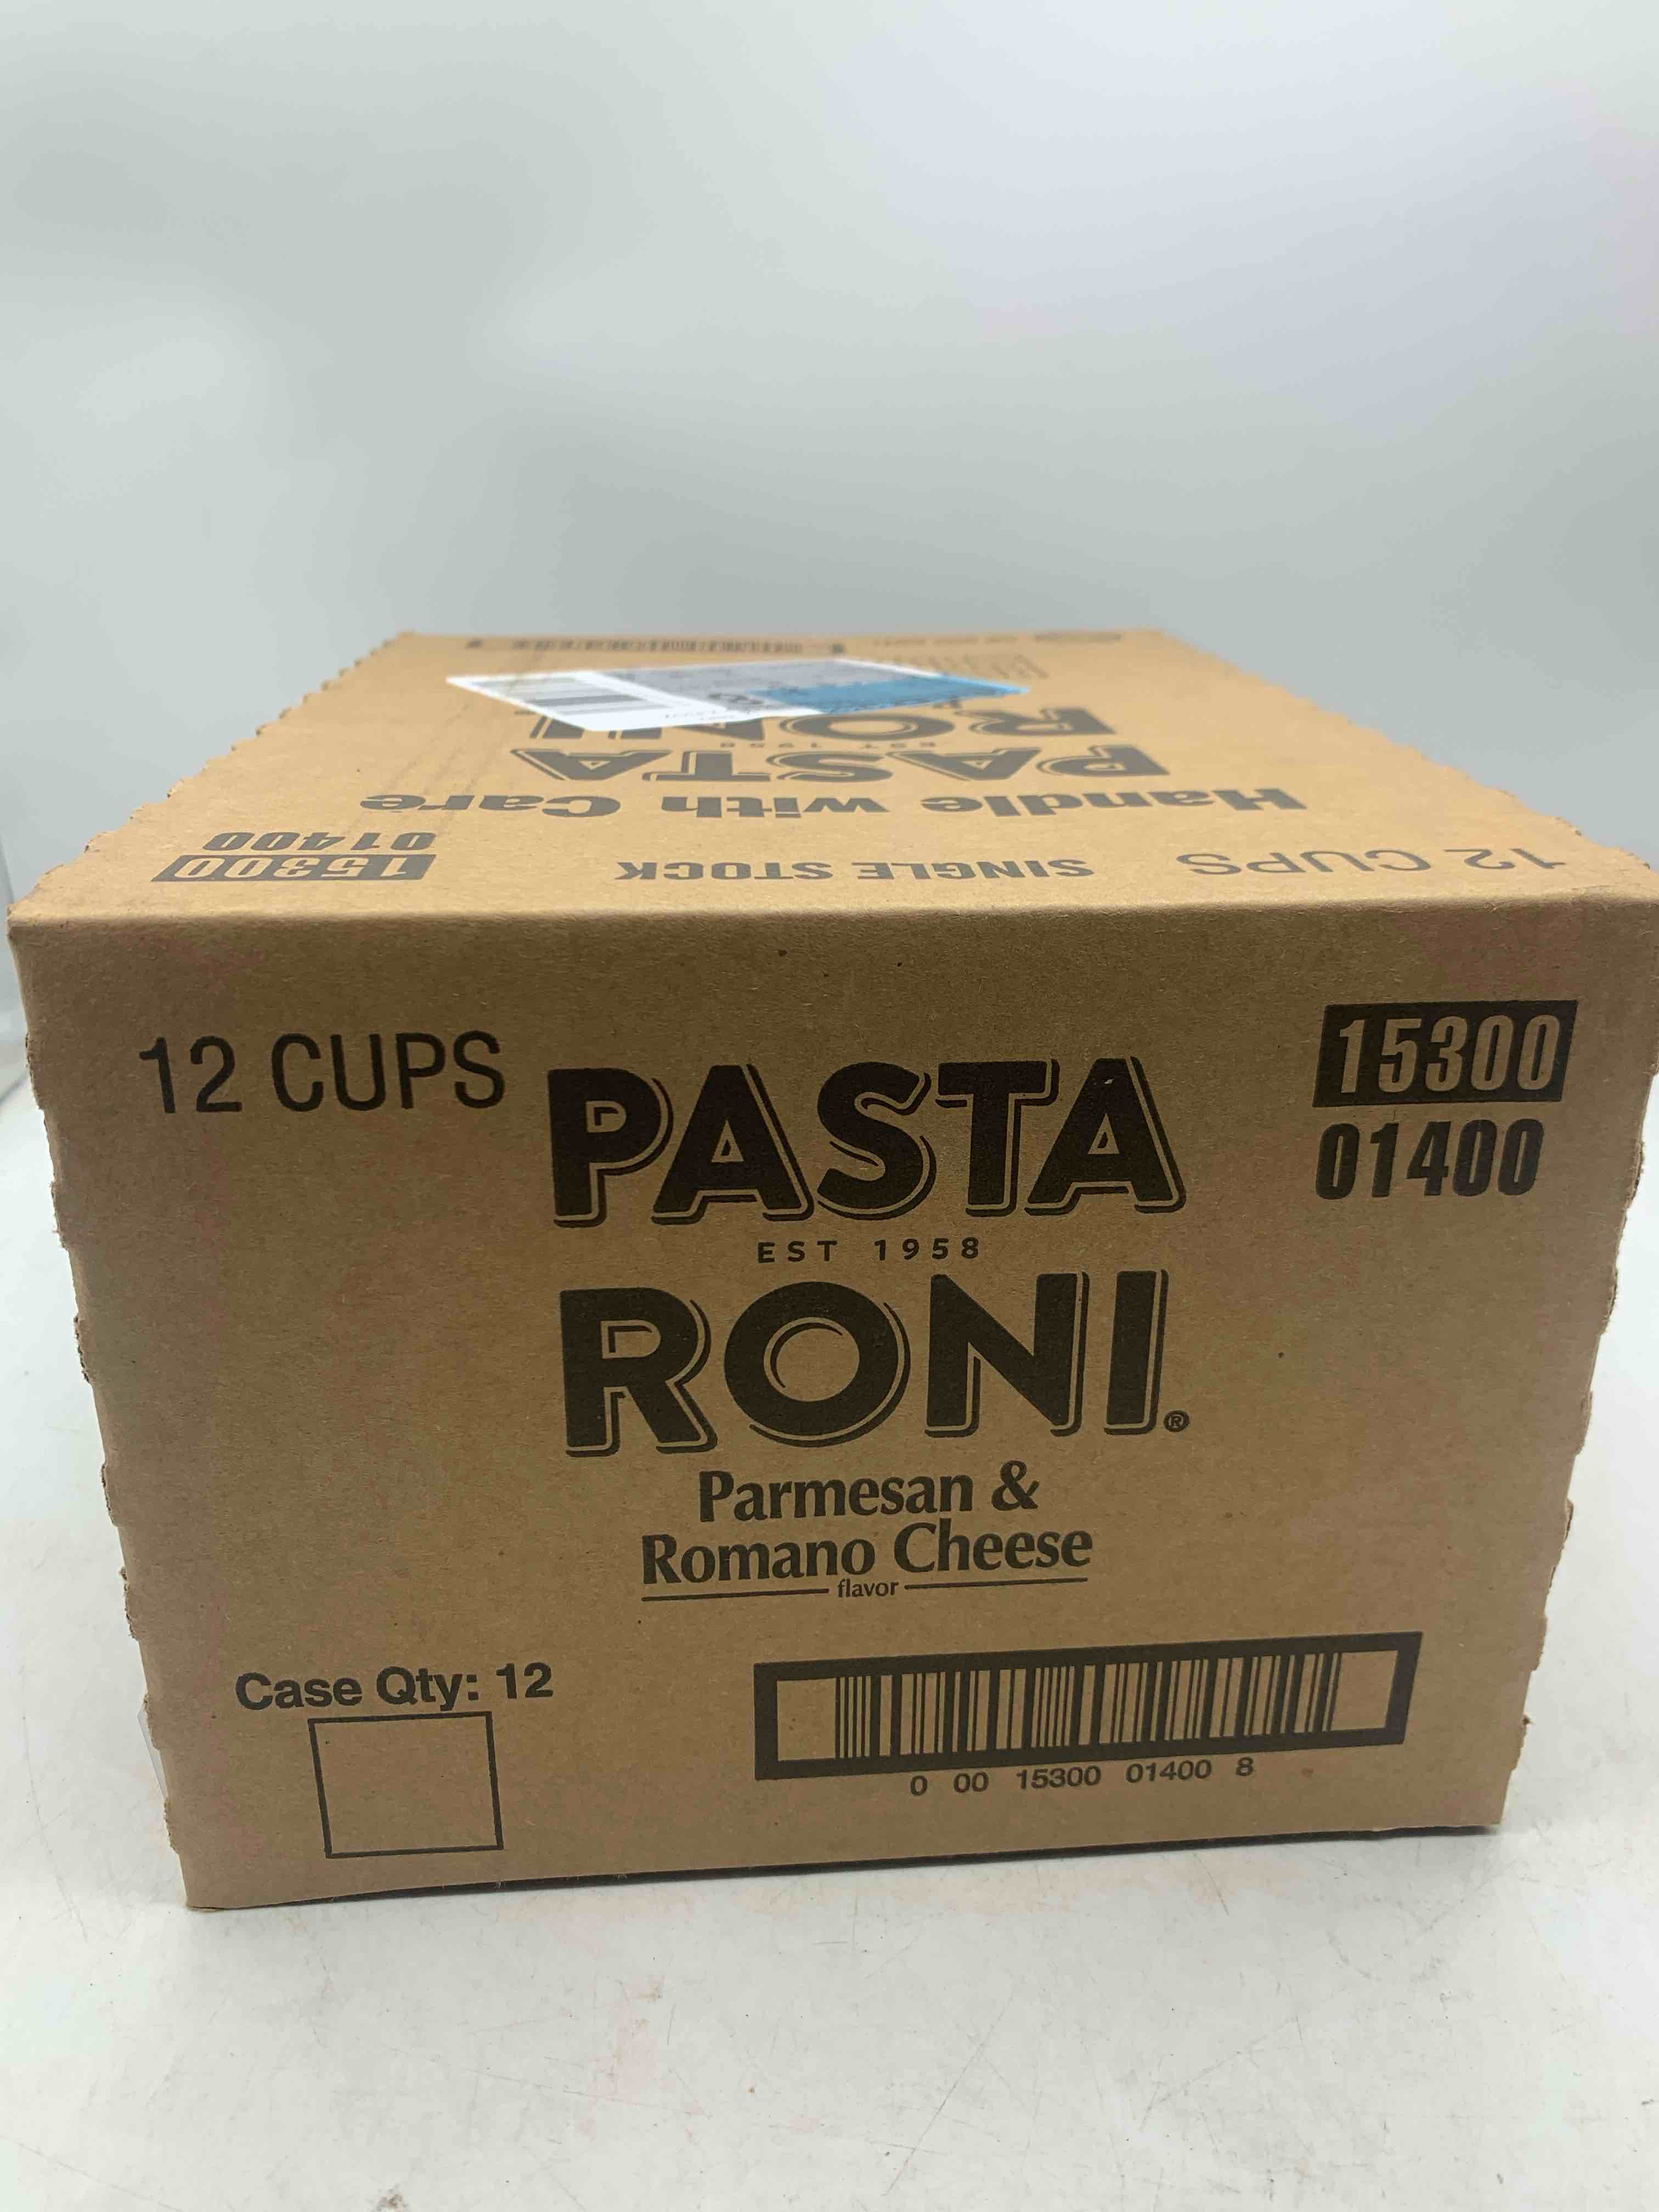 PASTA
EST 1958
RONI
Handle with Care
12 CUPS
SINGLE STOCK
15300
01400
12 CUPS
PASTA
EST 1958
RONI®
Parmesan &
Romano Cheese
flavor
15300
01400
Case Qty: 12
0 00 15300 01400 8